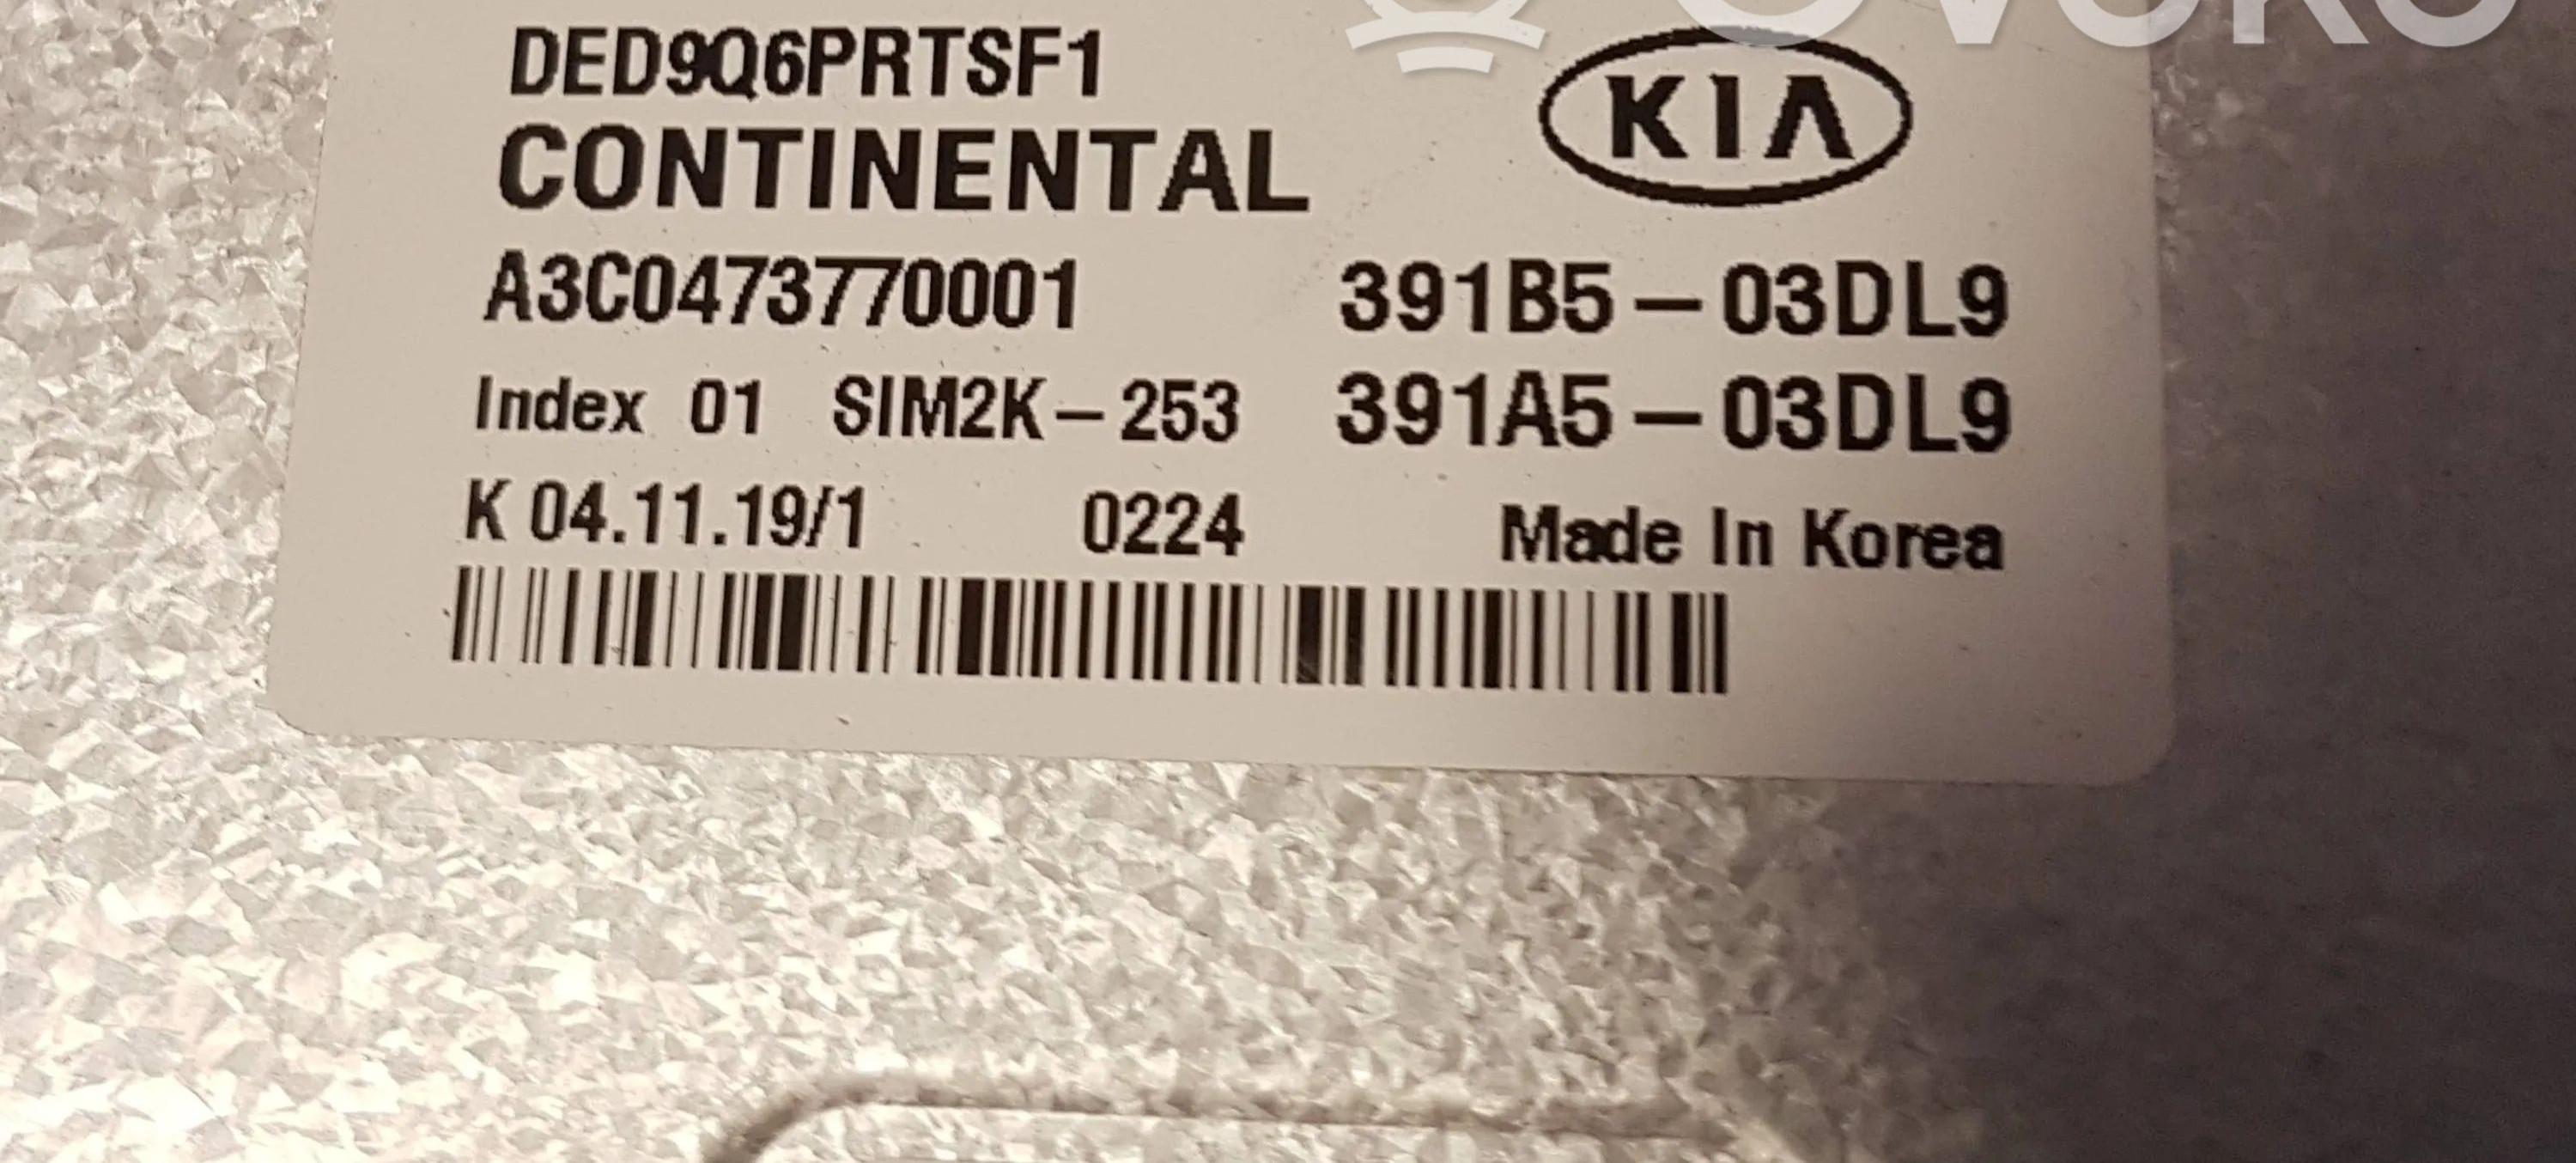 OVOKO
DED9Q6PRTSF1
KIA
CONTINENTAL
A3C0473770001 391B5-03DL9
Index 01 SIM2K-253 391A5-03DL9
K 04.11.19/1 0224 Made In Korea